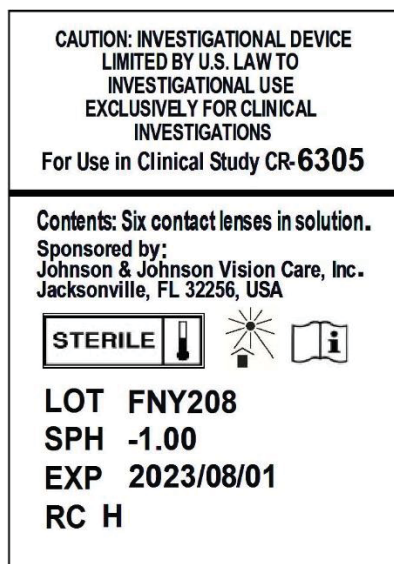 CAUTION: INVESTIGATIONAL DEVICE
LIMITED BY U.S. LAW TO
INVESTIGATIONAL USE
EXCLUSIVELY FOR CLINICAL
INVESTIGATIONS
For Use in Clinical Study CR-6305
Contents: Six contact lenses in solution.
Sponsored by:
Johnson & Johnson Vision Care, Inc.
Jacksonville, FL 32256, USA
STERILE i
LOT FNY208
SPH -1.00
EXP 2023/08/01
RC H